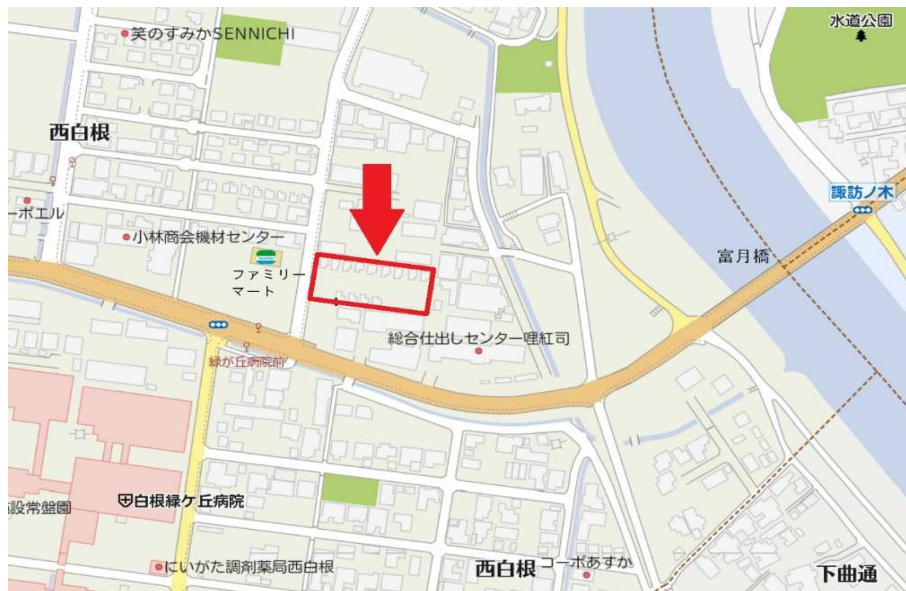 水道公園
笑のすみかSENNICHI
西白根
諏訪ノ木
ーポエル
小林商会機材センター
富月橋
ファミリー
マート
総合仕出しセンター哩紅司
緑が丘病院前
白根緑ケ丘病院
設常盤園
にいがた調剤薬局西白根
西白根
コーポあすか
下曲通